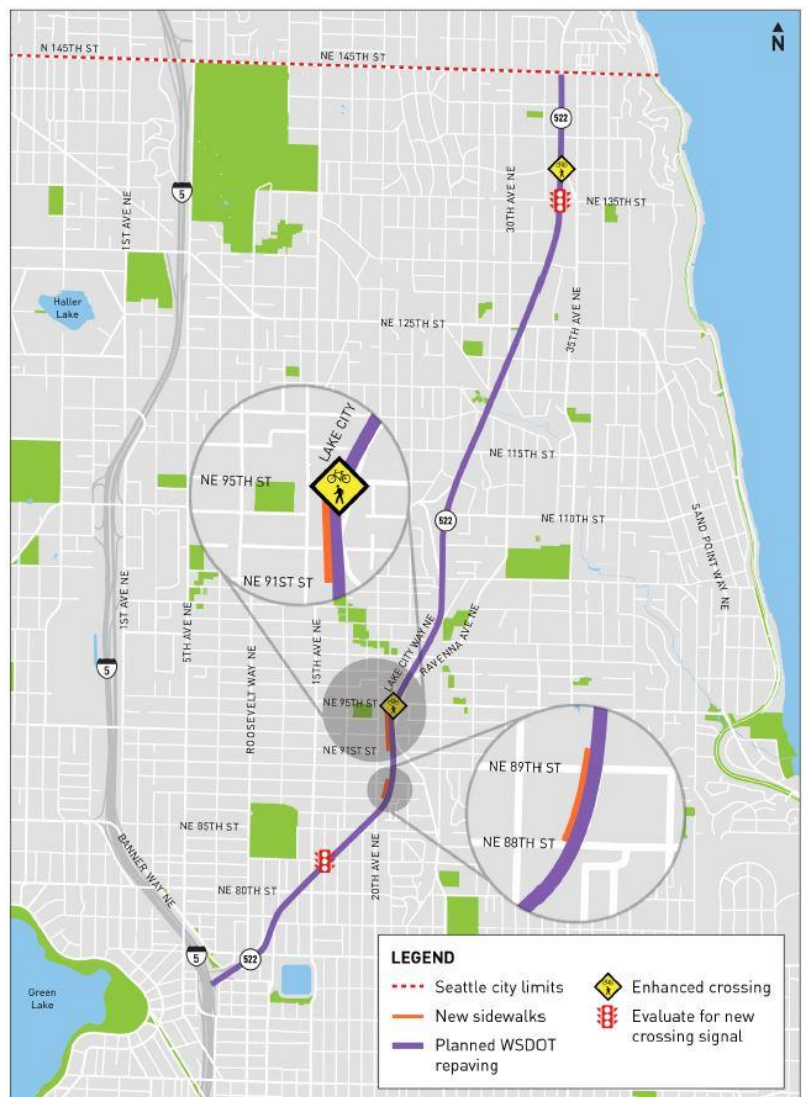 N
N 145TH ST
NE 145TH ST
522
5
1ST AVE NE
30TH AVE NE
NE 135TH ST
Haller
Lake
NE 125TH ST
35TH AVE NE
LAKE CITY
NE 95TH ST
NE 91ST ST
NE 115TH ST
522
NE 110TH ST
SAND POINT WAY NE
1ST AVE NE
5TH AVE NE
ROOSEVELT WAY NE
15TH AVE NE
LAKE CITY WAY NE
RAVENNA AVE NE
5
NE 95TH ST
NE 91ST ST
NE 89TH ST
NE 88TH ST
NE 85TH ST
BANNER WAY NE
NE 80TH ST
20TH AVE NE
5
522
Green
Lake
LEGEND
Seattle city limits
New sidewalks
Planned WSDOT
repaving
Enhanced crossing
Evaluate for new
crossing signal